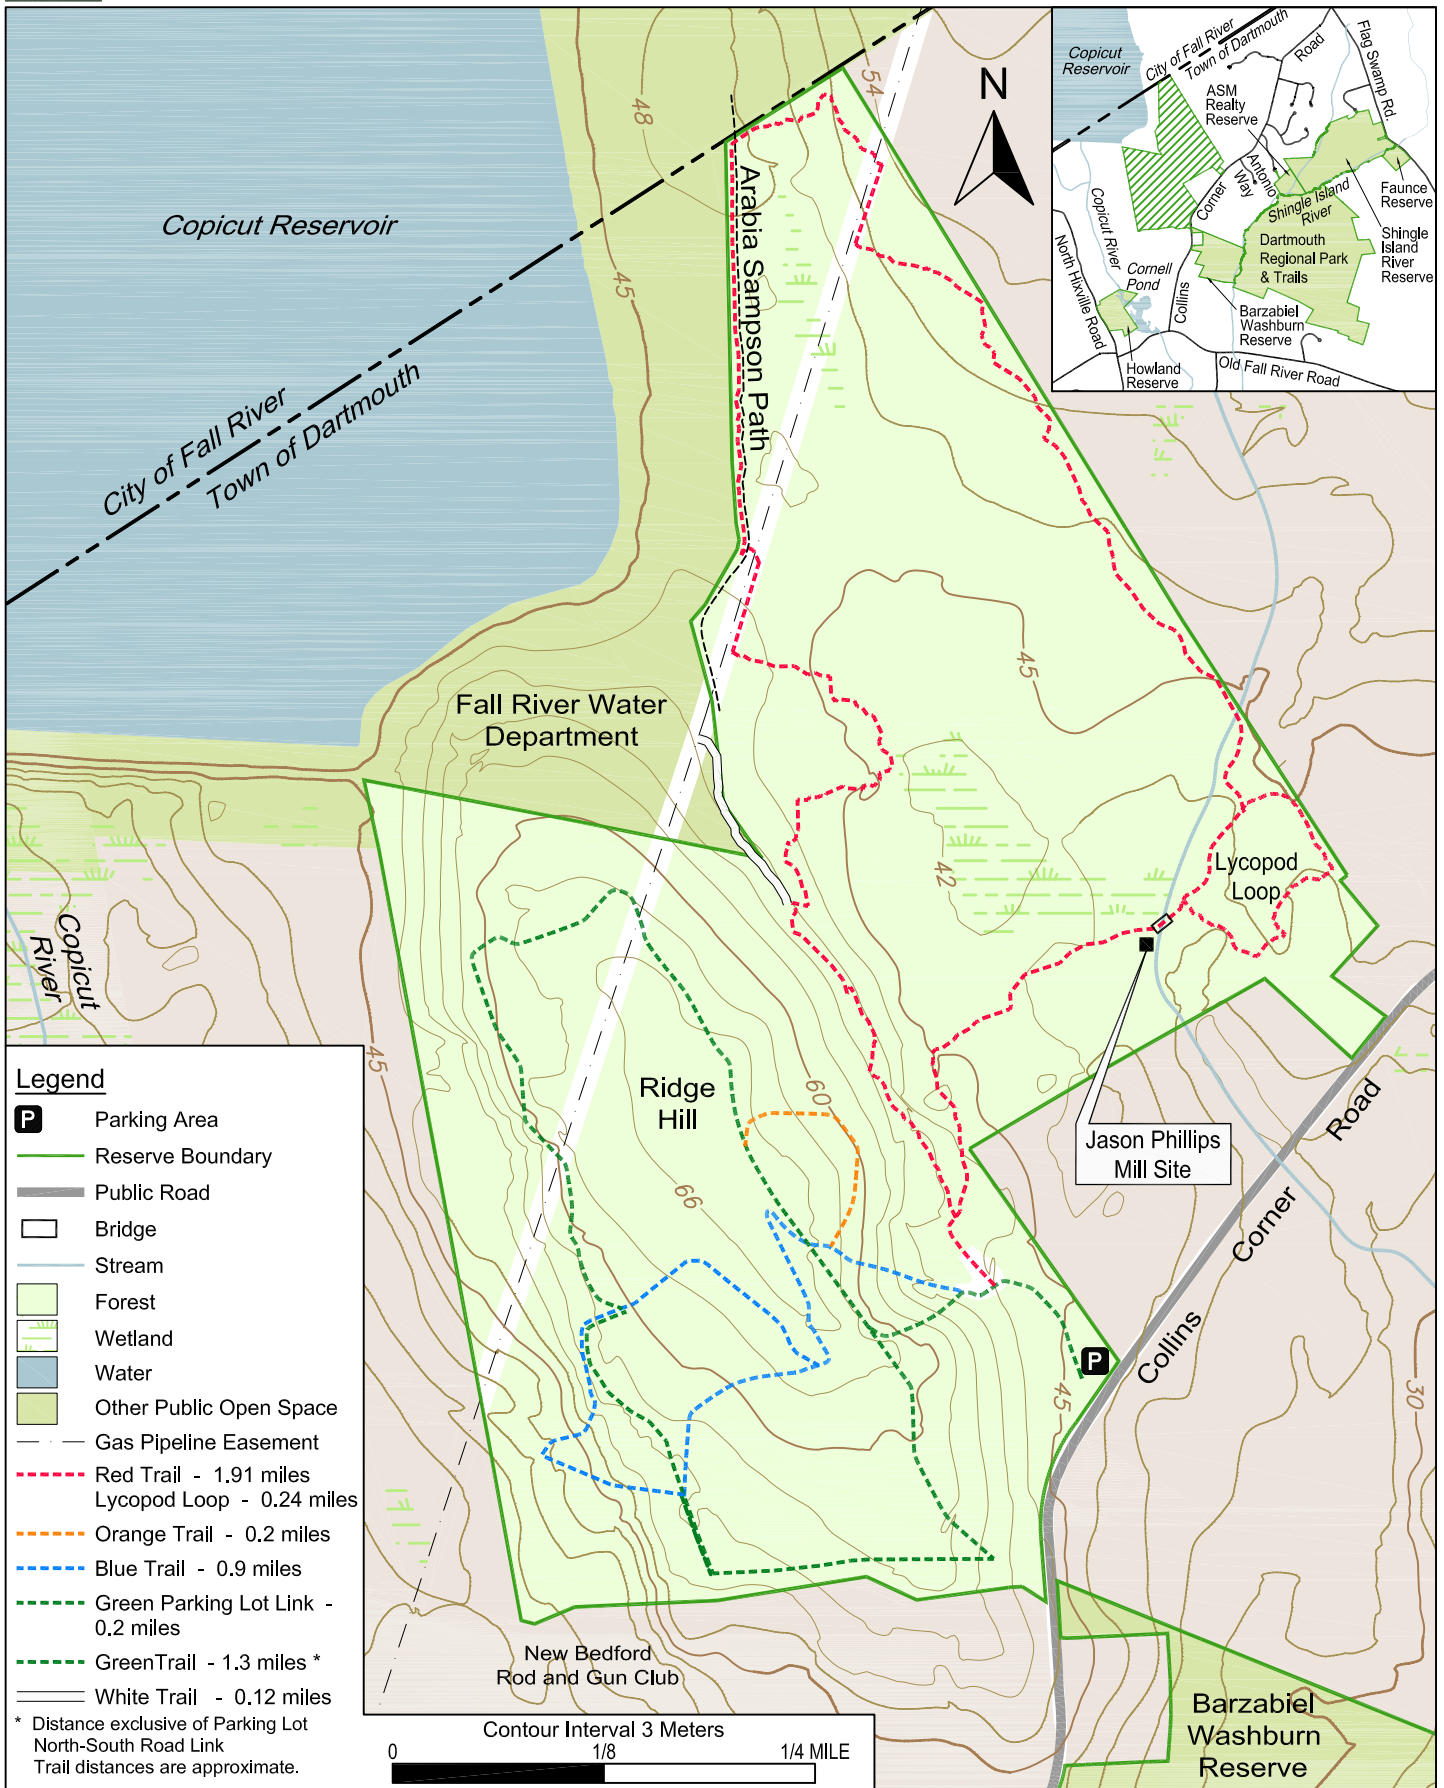 Copicut
Reservoir
City of Fall River
Town of Dartmouth
Road
Flag Swamp Rd.
ASM
Realty
Reserve
Antonio
Way
Corner
Shingle Island
River
Faunce
Reserve
Shingle
Island
River
Reserve
Dartmouth
Regional Park
& Trails
Copicut River
North Hixville Road
Cornell
Pond
Collins
Barzabiel
Washburn
Reserve
Howland
Reserve
Old Fall River Road
N
54
48
45
Copicut Reservoir
Arabia Sampson Path
City of Fall River
Town of Dartmouth
45
Fall River Water
Department
42
Lycopod
Loop
Copicut
River
45
Ridge
Hill
60
66
Jason Phillips
Mill Site
Collins
Corner
Road
P
45
30
Legend
P Parking Area
Reserve Boundary
Public Road
Bridge
Stream
Forest
Wetland
Water
Other Public Open Space
Gas Pipeline Easement
Red Trail - 1.91 miles
Lycopod Loop - 0.24 miles
Orange Trail - 0.2 miles
Blue Trail - 0.9 miles
Green Parking Lot Link -
0.2 miles
GreenTrail - 1.3 miles *
White Trail - 0.12 miles
* Distance exclusive of Parking Lot
North-South Road Link
Trail distances are approximate.
New Bedford
Rod and Gun Club
Contour Interval 3 Meters
0 1/8 1/4 MILE
Barzabiel
Washburn
Reserve